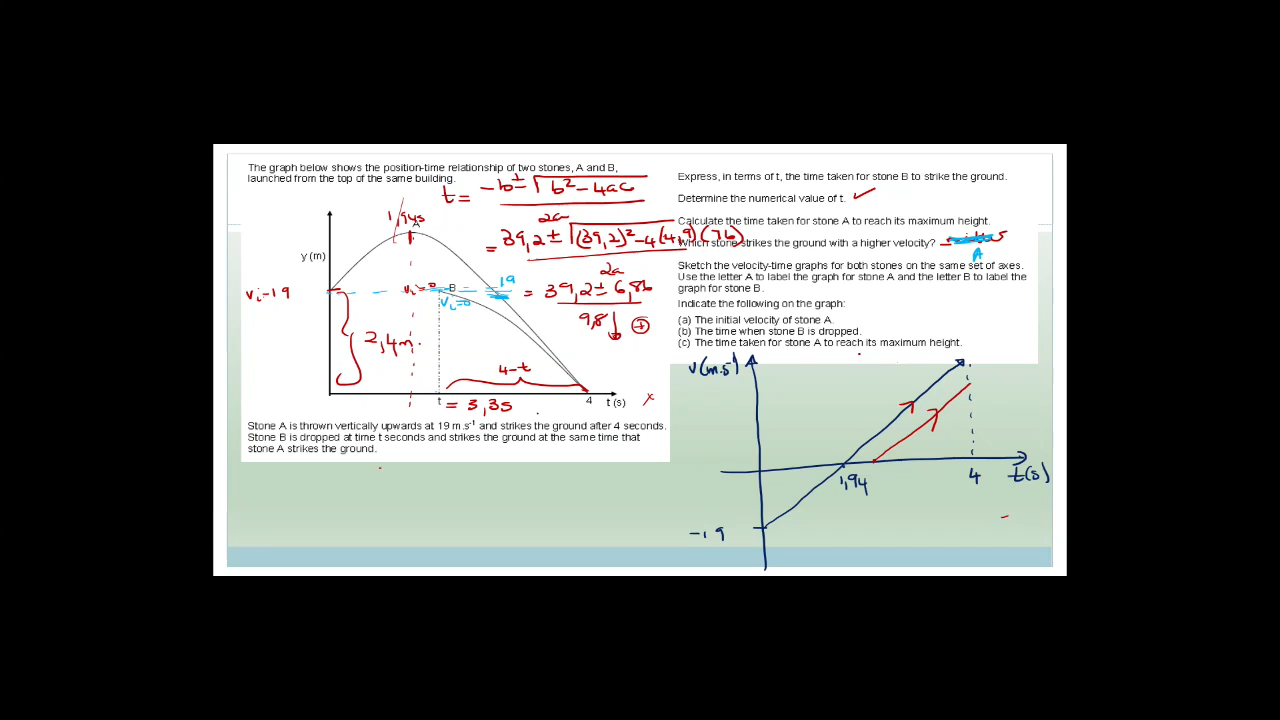 The graph below shows the position-time relationship of two stones, A and B,
launched from the top of the same building.
t = -b ± √b² - 4ac
2a
= 39,2 ± √(39,2)² - 4(4,9)(76)
2a
= 39,2 ± 6,86
9,8 ↓ ⊕
1,94s
A
y (m)
vi = -19
vi=0
B
-19
vi=0
2,4m.
4-t
t
4
t (s)
x
= 3,3s
Stone A is thrown vertically upwards at 19 m.s⁻¹ and strikes the ground after 4 seconds.
Stone B is dropped at time t seconds and strikes the ground at the same time that
stone A strikes the ground.
Express, in terms of t, the time taken for stone B to strike the ground.
Determine the numerical value of t. ✓
Calculate the time taken for stone A to reach its maximum height.
Which stone strikes the ground with a higher velocity? -
A
Sketch the velocity-time graphs for both stones on the same set of axes.
Use the letter A to label the graph for stone A and the letter B to label the
graph for stone B.
Indicate the following on the graph:
(a) The initial velocity of stone A.
(b) The time when stone B is dropped.
(c) The time taken for stone A to reach its maximum height.
v(m.s⁻¹)
1,94
4
t(s)
-19